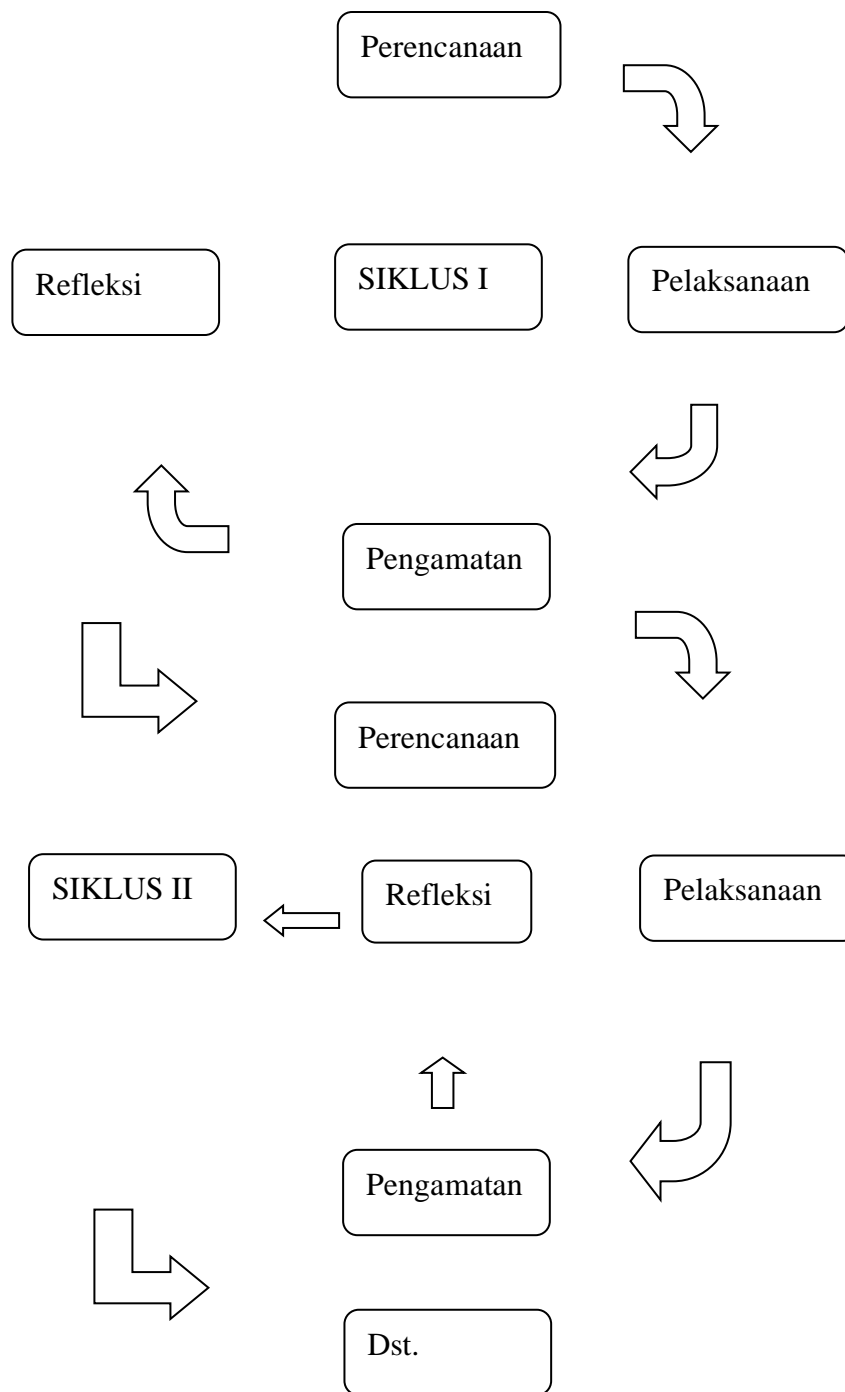 Perencanaan
Refleksi
SIKLUS I
Pelaksanaan
Pengamatan
Perencanaan
SIKLUS II
Refleksi
Pelaksanaan
Pengamatan
Dst.